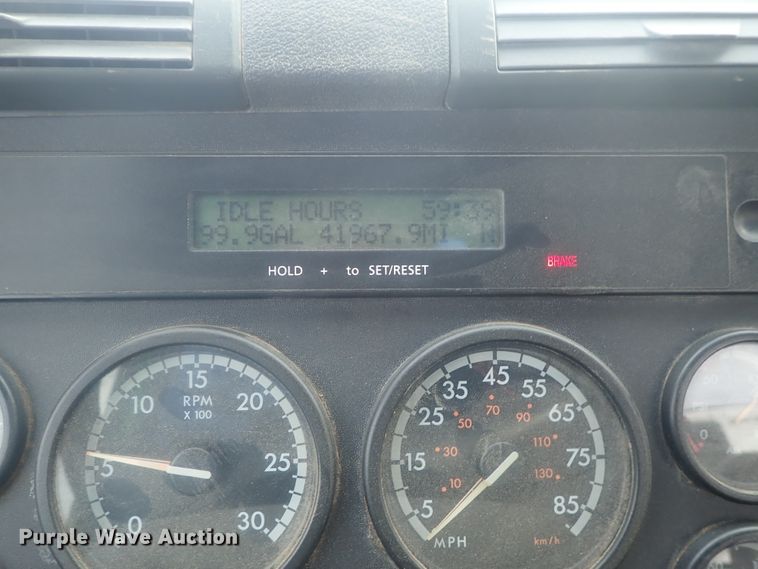 IDLE HOURS 59:39
99.9GAL 41967.9MI N
HOLD + to SET/RESET
BRAKE
15
10 RPM 20
X 100
5 25
0 30
45
35 55
25 50 70 90 65
30 110
15 75
10 130
5 85
MPH km/h
0
Purple Wave Auction